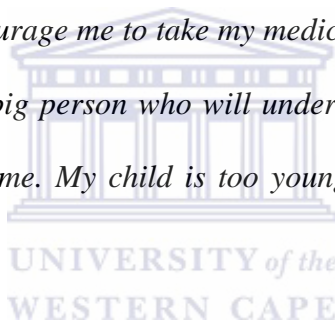 urage me to take my medic
big person who will under
me. My child is too young
UNIVERSITY of the
WESTERN CAPE